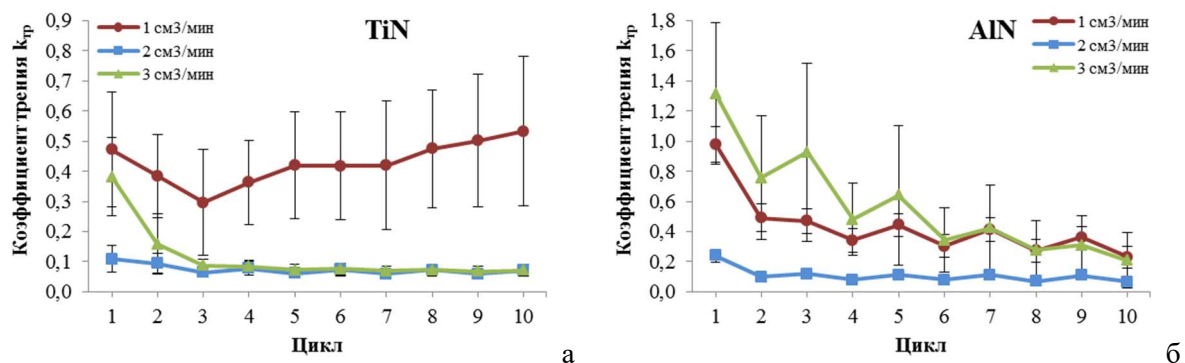 TiN
1 см3/мин
2 см3/мин
3 см3/мин
Коэффициент трения kтр
0,9
0,8
0,7
0,6
0,5
0,4
0,3
0,2
0,1
0,0
1 2 3 4 5 6 7 8 9 10
Цикл
а
AlN
1 см3/мин
2 см3/мин
3 см3/мин
Коэффициент трения kтр
1,8
1,6
1,4
1,2
1,0
0,8
0,6
0,4
0,2
0,0
1 2 3 4 5 6 7 8 9 10
Цикл
б